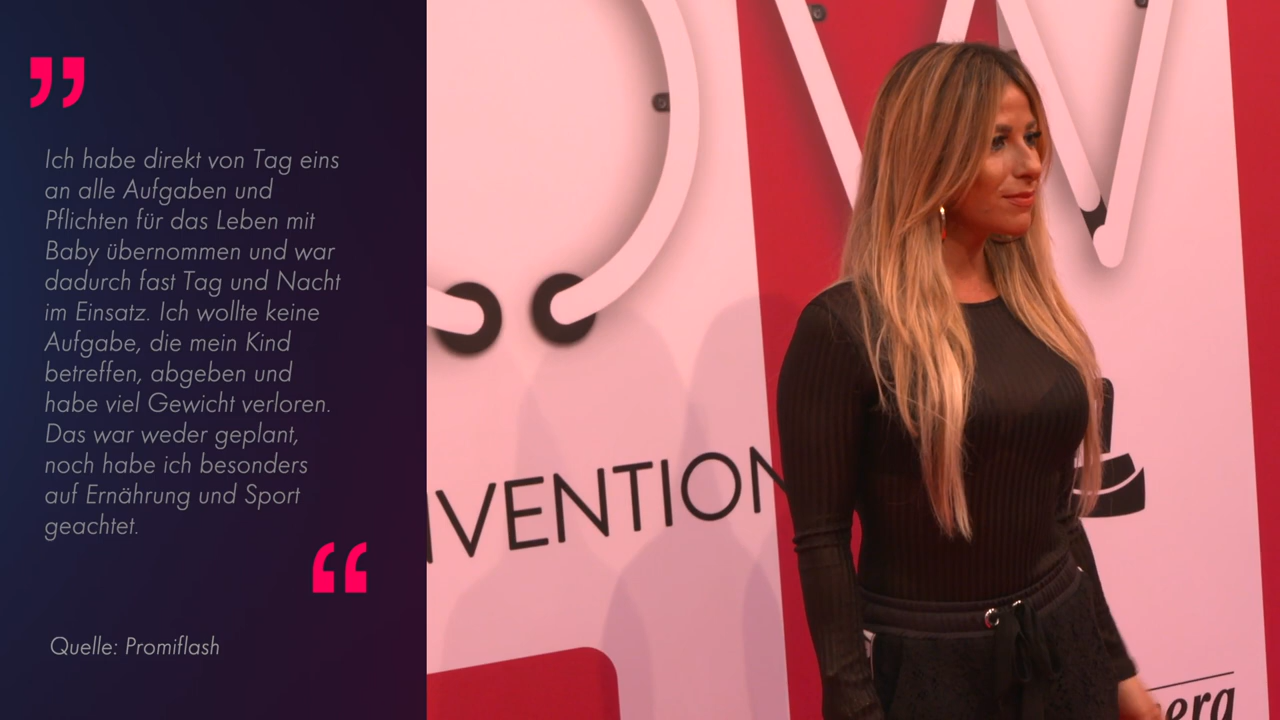 Ich habe direkt von Tag eins
an alle Aufgaben und
Pflichten für das Leben mit
Baby übernommen und war
dadurch fast Tag und Nacht
im Einsatz. Ich wollte keine
Aufgabe, die mein Kind
betreffen, abgeben und
habe viel Gewicht verloren.
Das war weder geplant,
noch habe ich besonders
auf Ernährung und Sport
geachtet.
Quelle: Promiflash
OW
VENTION
erg